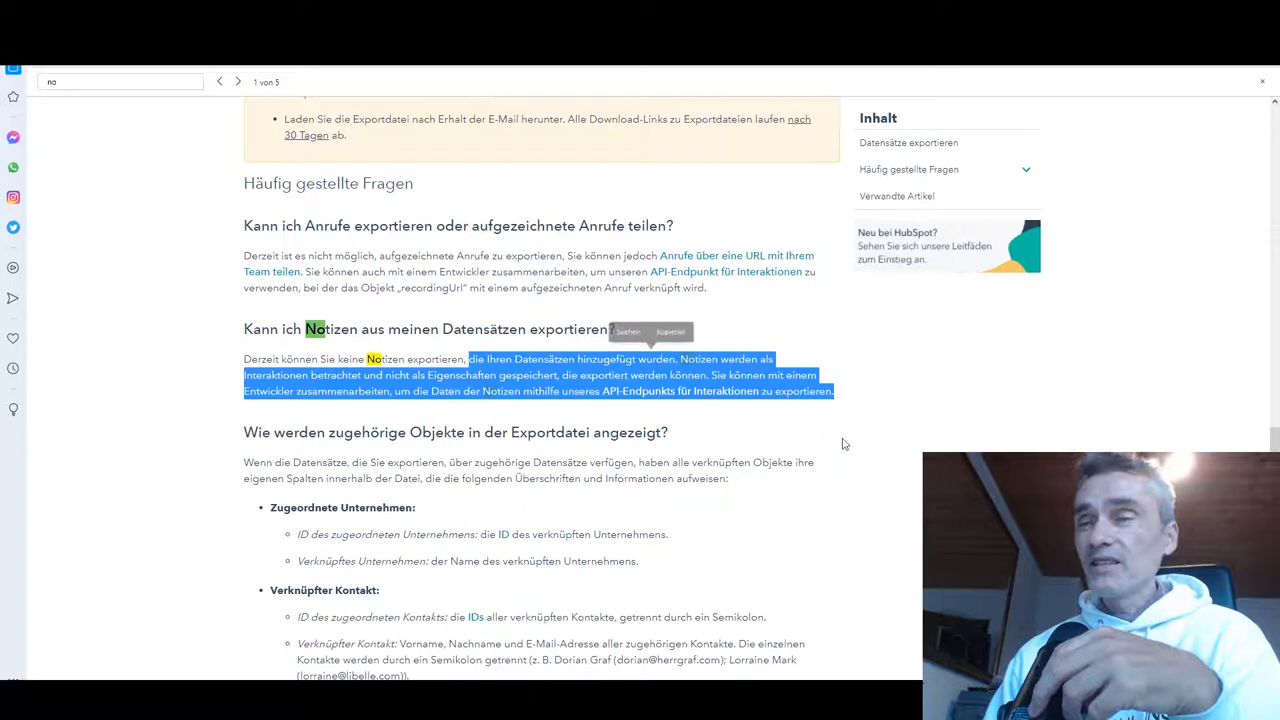 no
1 von 5
Laden Sie die Exportdatei nach Erhalt der E-Mail herunter. Alle Download-Links zu Exportdateien laufen nach
30 Tagen ab.
Häufig gestellte Fragen
Kann ich Anrufe exportieren oder aufgezeichnete Anrufe teilen?
Derzeit ist es nicht möglich, aufgezeichnete Anrufe zu exportieren, Sie können jedoch Anrufe über eine URL mit Ihrem
Team teilen. Sie können auch mit einem Entwickler zusammenarbeiten, um unseren API-Endpunkt für Interaktionen zu
verwenden, bei der das Objekt „recordingUrl" mit einem aufgezeichneten Anruf verknüpft wird.
Kann ich Notizen aus meinen Datensätzen exportieren?
Suchen Kopieren
Derzeit können Sie keine Notizen exportieren, die Ihren Datensätzen hinzugefügt wurden. Notizen werden als
Interaktionen betrachtet und nicht als Eigenschaften gespeichert, die exportiert werden können. Sie können mit einem
Entwickler zusammenarbeiten, um die Daten der Notizen mithilfe unseres API-Endpunkts für Interaktionen zu exportieren.
Wie werden zugehörige Objekte in der Exportdatei angezeigt?
Wenn die Datensätze, die Sie exportieren, über zugehörige Datensätze verfügen, haben alle verknüpften Objekte ihre
eigenen Spalten innerhalb der Datei, die die folgenden Überschriften und Informationen aufweisen:
Zugeordnete Unternehmen:
ID des zugeordneten Unternehmens: die ID des verknüpften Unternehmens.
Verknüpftes Unternehmen: der Name des verknüpften Unternehmens.
Verknüpfter Kontakt:
ID des zugeordneten Kontakts: die IDs aller verknüpften Kontakte, getrennt durch ein Semikolon.
Verknüpfter Kontakt: Vorname, Nachname und E-Mail-Adresse aller zugehörigen Kontakte. Die einzelnen
Kontakte werden durch ein Semikolon getrennt (z. B. Dorian Graf (dorian@herrgraf.com); Lorraine Mark
(lorraine@libelle.com)).
Inhalt
Datensätze exportieren
Häufig gestellte Fragen
Verwandte Artikel
Neu bei HubSpot?
Sehen Sie sich unsere Leitfäden
zum Einstieg an.